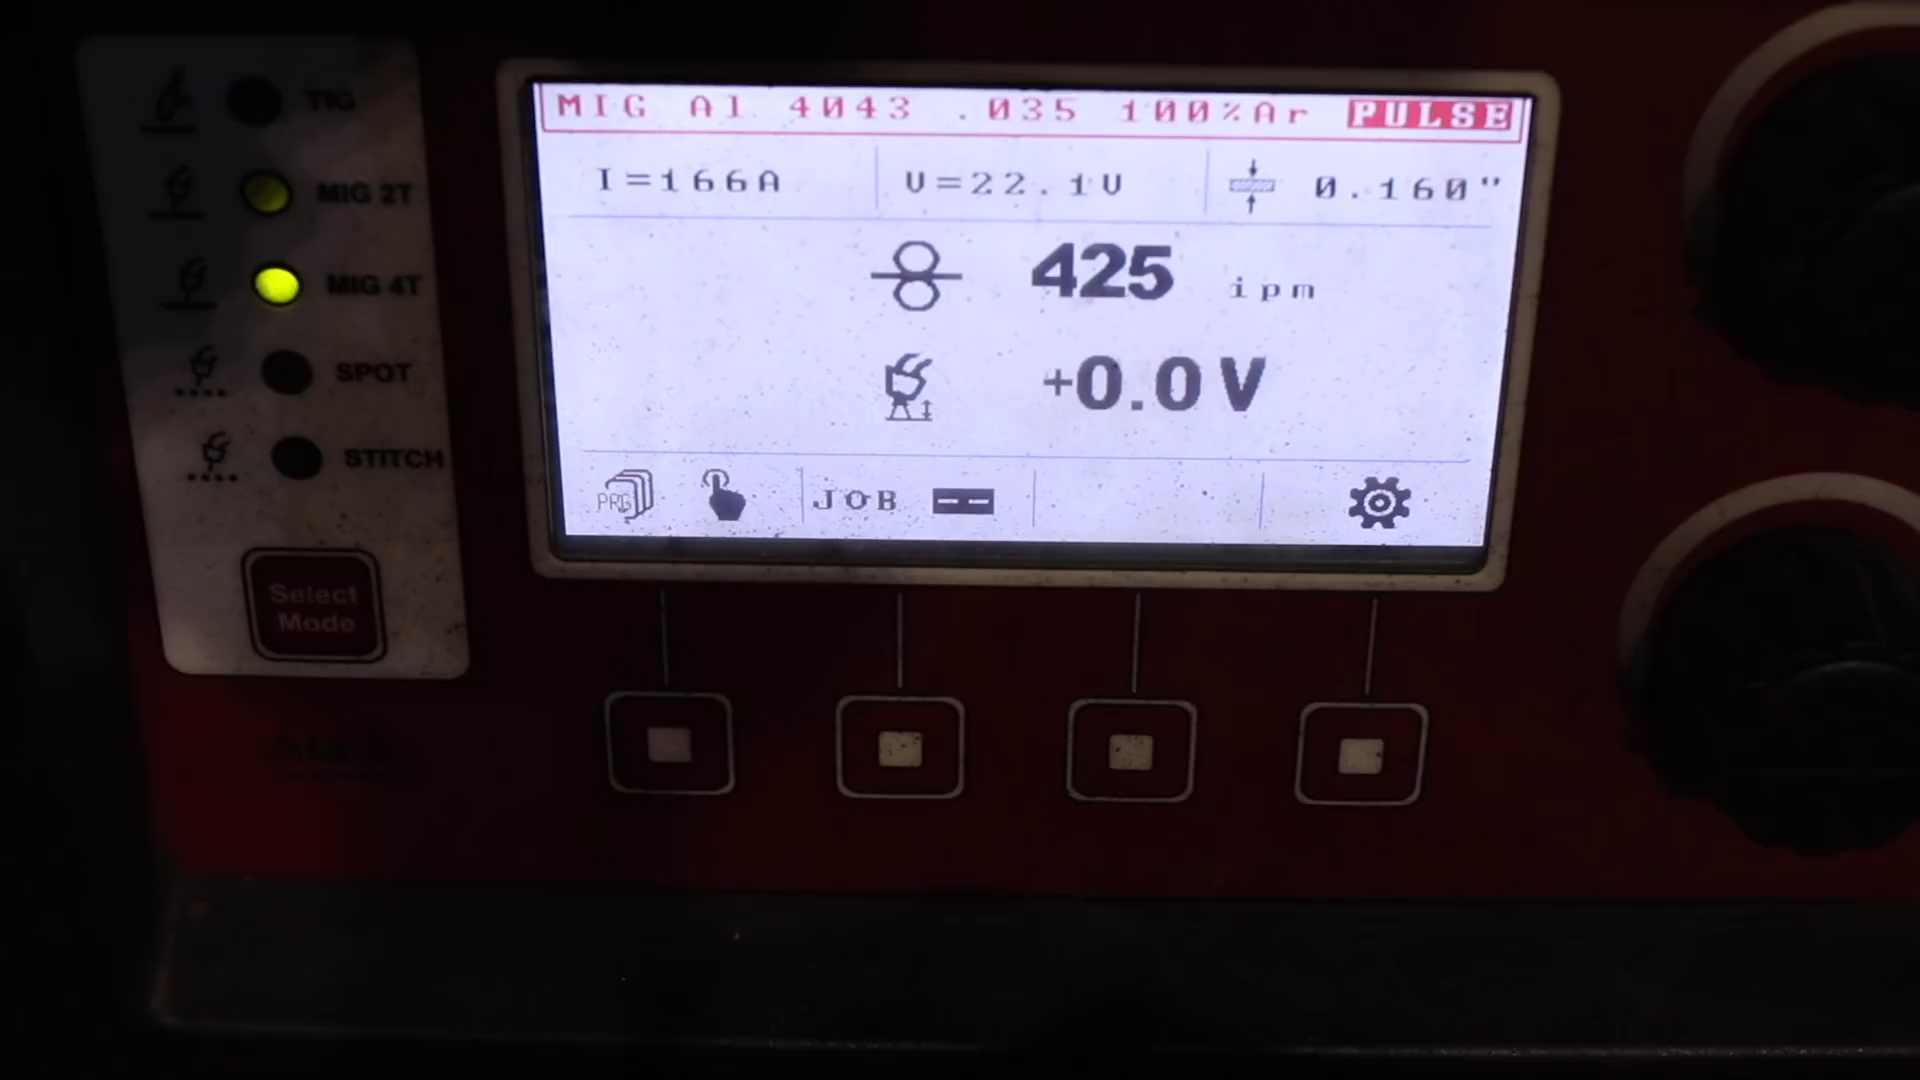 TIG
MIG 2T
MIG 4T
SPOT
STITCH
Select
Mode
MIG Al 4043 .035 100%Ar PULSE
I=166A U=22.1V 0.160"
425 ipm
+0.0 V
PRG JOB --